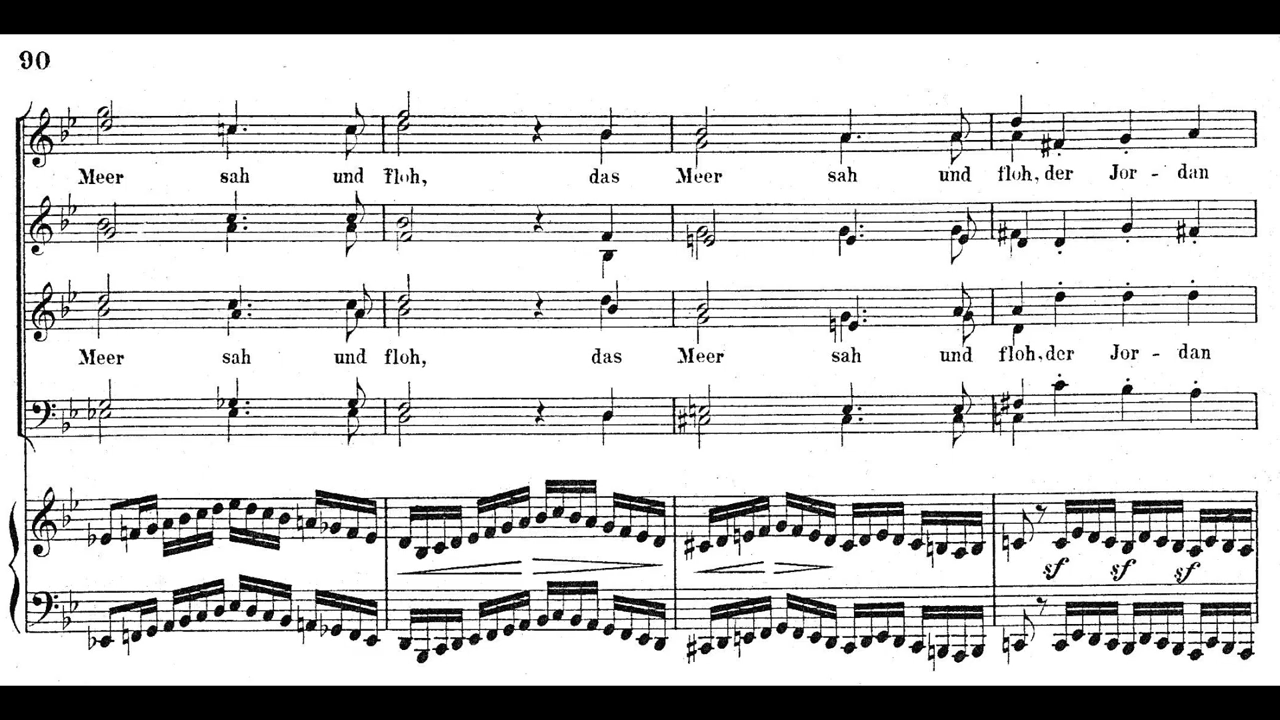 90
Meer sah und floh, das Meer sah und floh, der Jor - dan
Meer sah und floh, das Meer sah und floh, der Jor - dan
sf sf sf